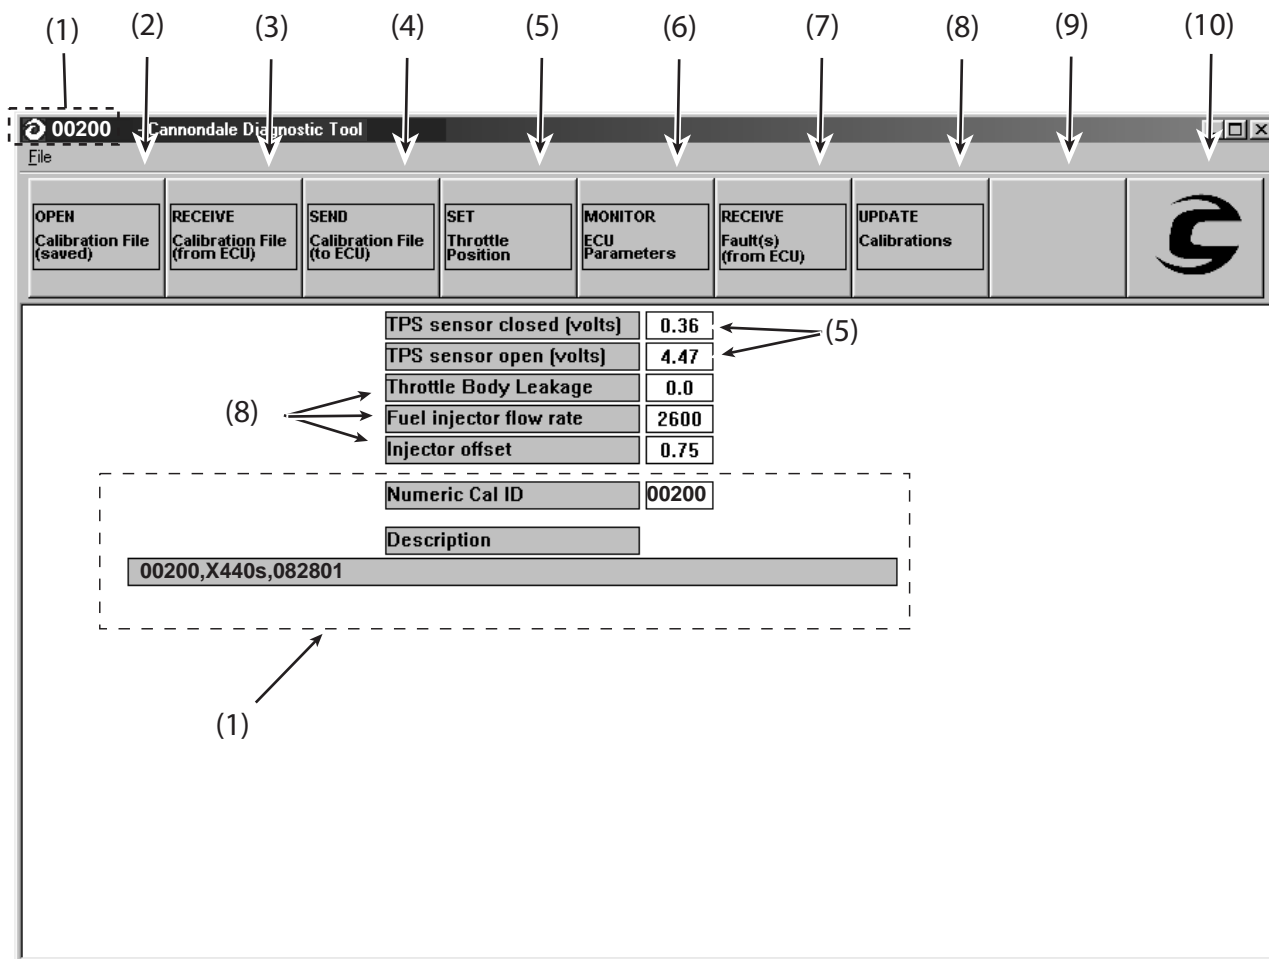 (1) (2) (3) (4) (5) (6) (7) (8) (9) (10)
00200 - Cannondale Diagnostic Tool
File
OPEN
Calibration File
(saved)
RECEIVE
Calibration File
(from ECU)
SEND
Calibration File
(to ECU)
SET
Throttle
Position
MONITOR
ECU
Parameters
RECEIVE
Fault(s)
(from ECU)
UPDATE
Calibrations
TPS sensor closed (volts) 0.36
(5)
TPS sensor open (volts) 4.47
Throttle Body Leakage 0.0
(8)
Fuel injector flow rate 2600
Injector offset 0.75
Numeric Cal ID 00200
Description
00200,X440s,082801
(1)